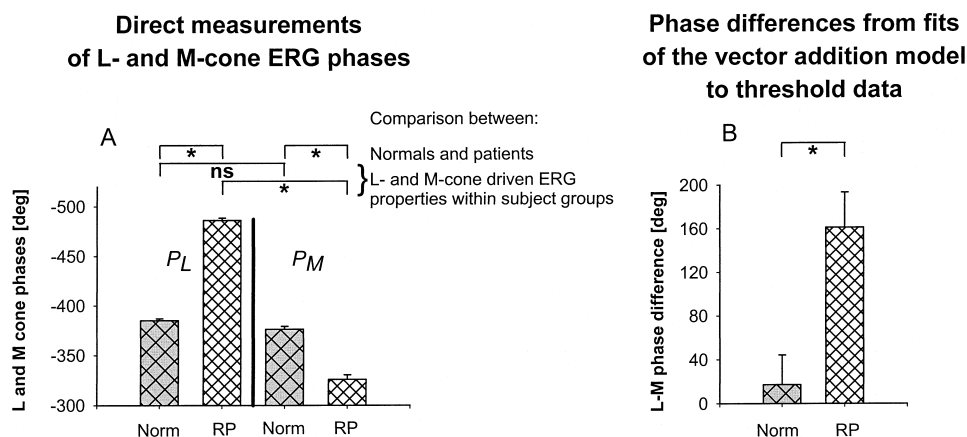 Direct measurements
of L- and M-cone ERG phases
Phase differences from fits
of the vector addition model
to threshold data
A
Comparison between:
* *
Normals and patients
ns
*
} L- and M-cone driven ERG
properties within subject groups
L and M cone phases [deg]
-500
-450
-400
-350
-300
PL
PM
Norm RP Norm RP
B
*
L-M phase difference [deg]
200
160
120
80
40
0
Norm RP